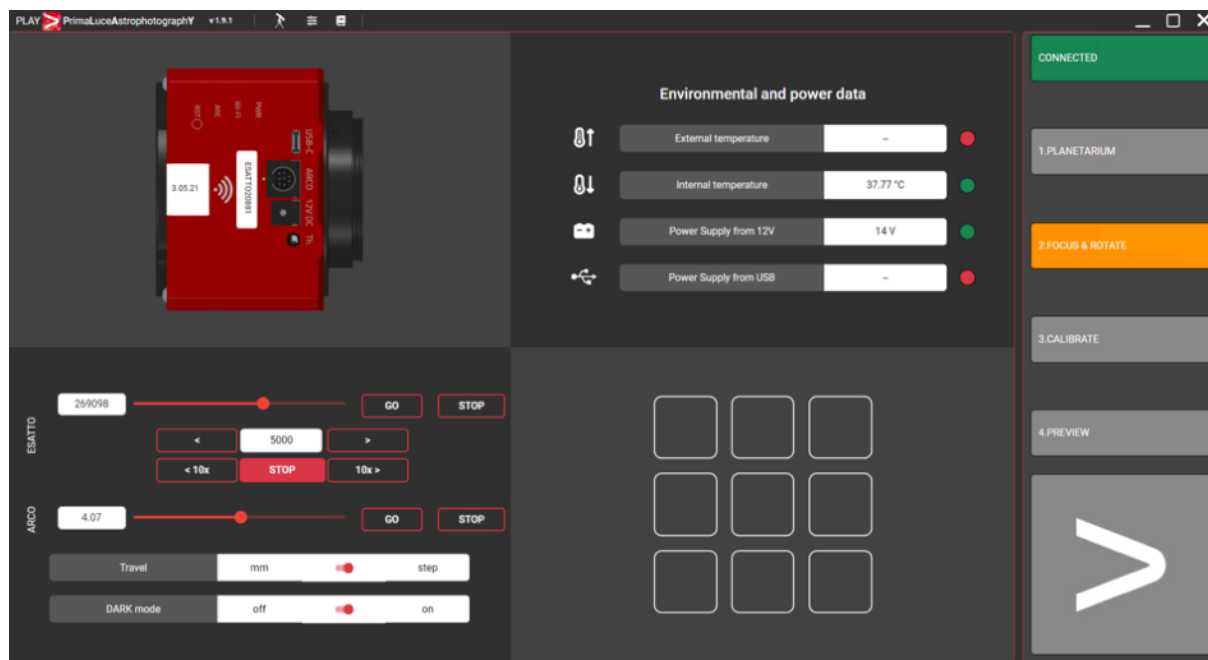 PLAY PrimaLuceAstrophotographY v1.9.1
CONNECTED
1.PLANETARIUM
2.FOCUS & ROTATE
3.CALIBRATE
4.PREVIEW
RST
ARC
Wi-Fi
PWR
USB-C
ARCO
12V DC
Th.
3.05.21
ESATTO20881
Environmental and power data
External temperature –
Internal temperature 37.77 °C
Power Supply from 12V 14 V
Power Supply from USB –
ESATTO
269098 GO STOP
< 5000 >
< 10x STOP 10x >
ARCO
4.07 GO STOP
Travel mm step
DARK mode off on